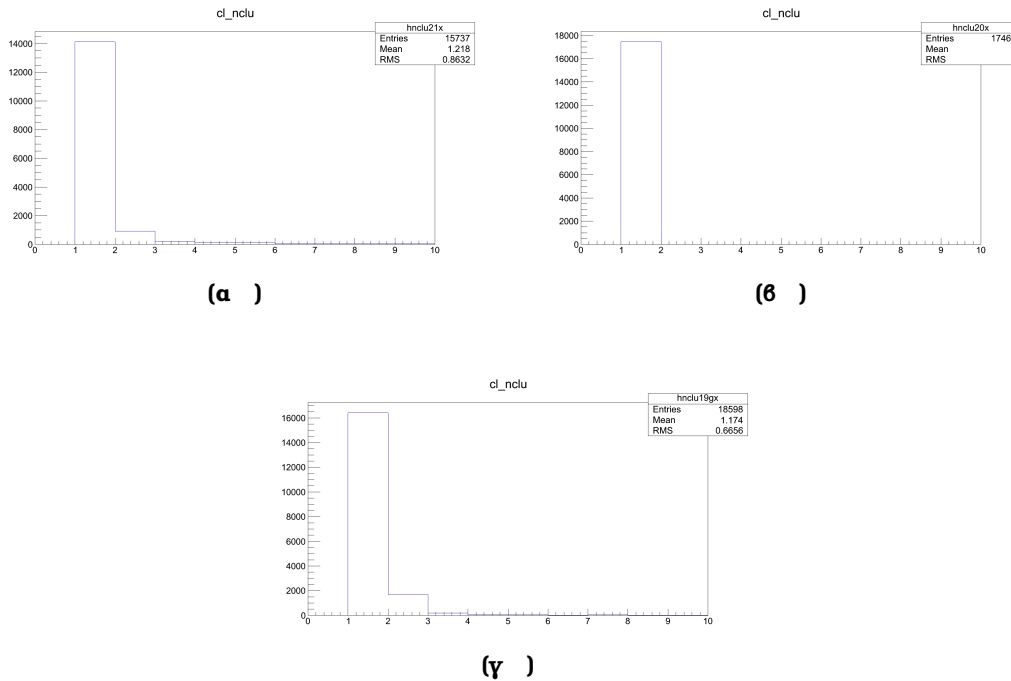 cl_nclu
hnclu21x
Entries 15737
Mean 1.218
RMS 0.8632
14000
12000
10000
8000
6000
4000
2000
0
0 1 2 3 4 5 6 7 8 9 10
(α )
cl_nclu
hnclu20x
Entries 1746
Mean
RMS
18000
16000
14000
12000
10000
8000
6000
4000
2000
0
0 1 2 3 4 5 6 7 8 9 10
(β )
cl_nclu
hnclu19gx
Entries 18598
Mean 1.174
RMS 0.6656
16000
14000
12000
10000
8000
6000
4000
2000
0
0 1 2 3 4 5 6 7 8 9 10
(γ )